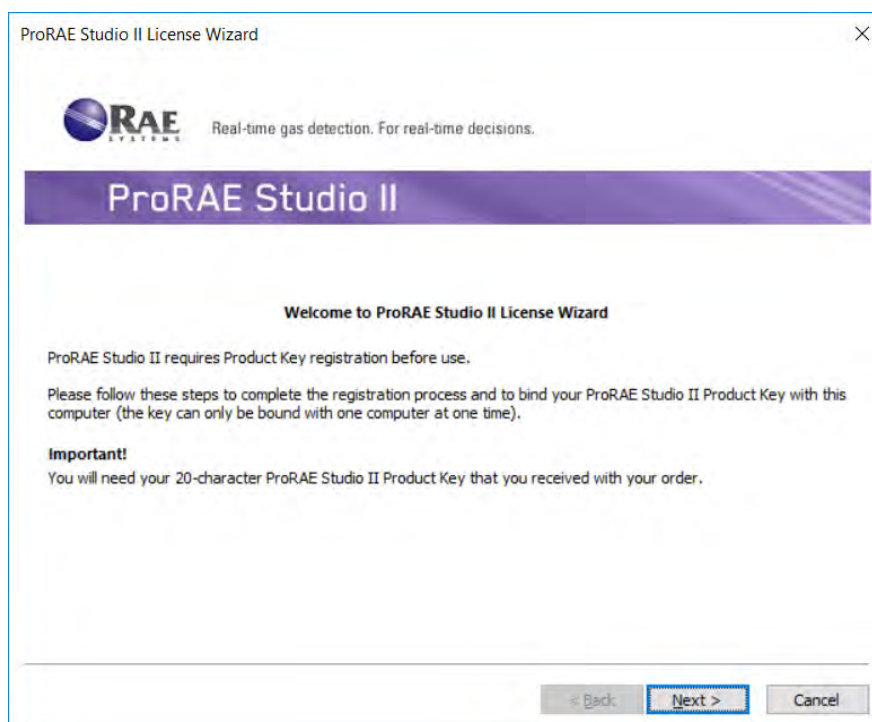 ProRAE Studio II License Wizard
RAE
SYSTEMS
Real-time gas detection. For real-time decisions.
ProRAE Studio II
Welcome to ProRAE Studio II License Wizard
ProRAE Studio II requires Product Key registration before use.
Please follow these steps to complete the registration process and to bind your ProRAE Studio II Product Key with this
computer (the key can only be bound with one computer at one time).
Important!
You will need your 20-character ProRAE Studio II Product Key that you received with your order.
< Back
Next >
Cancel